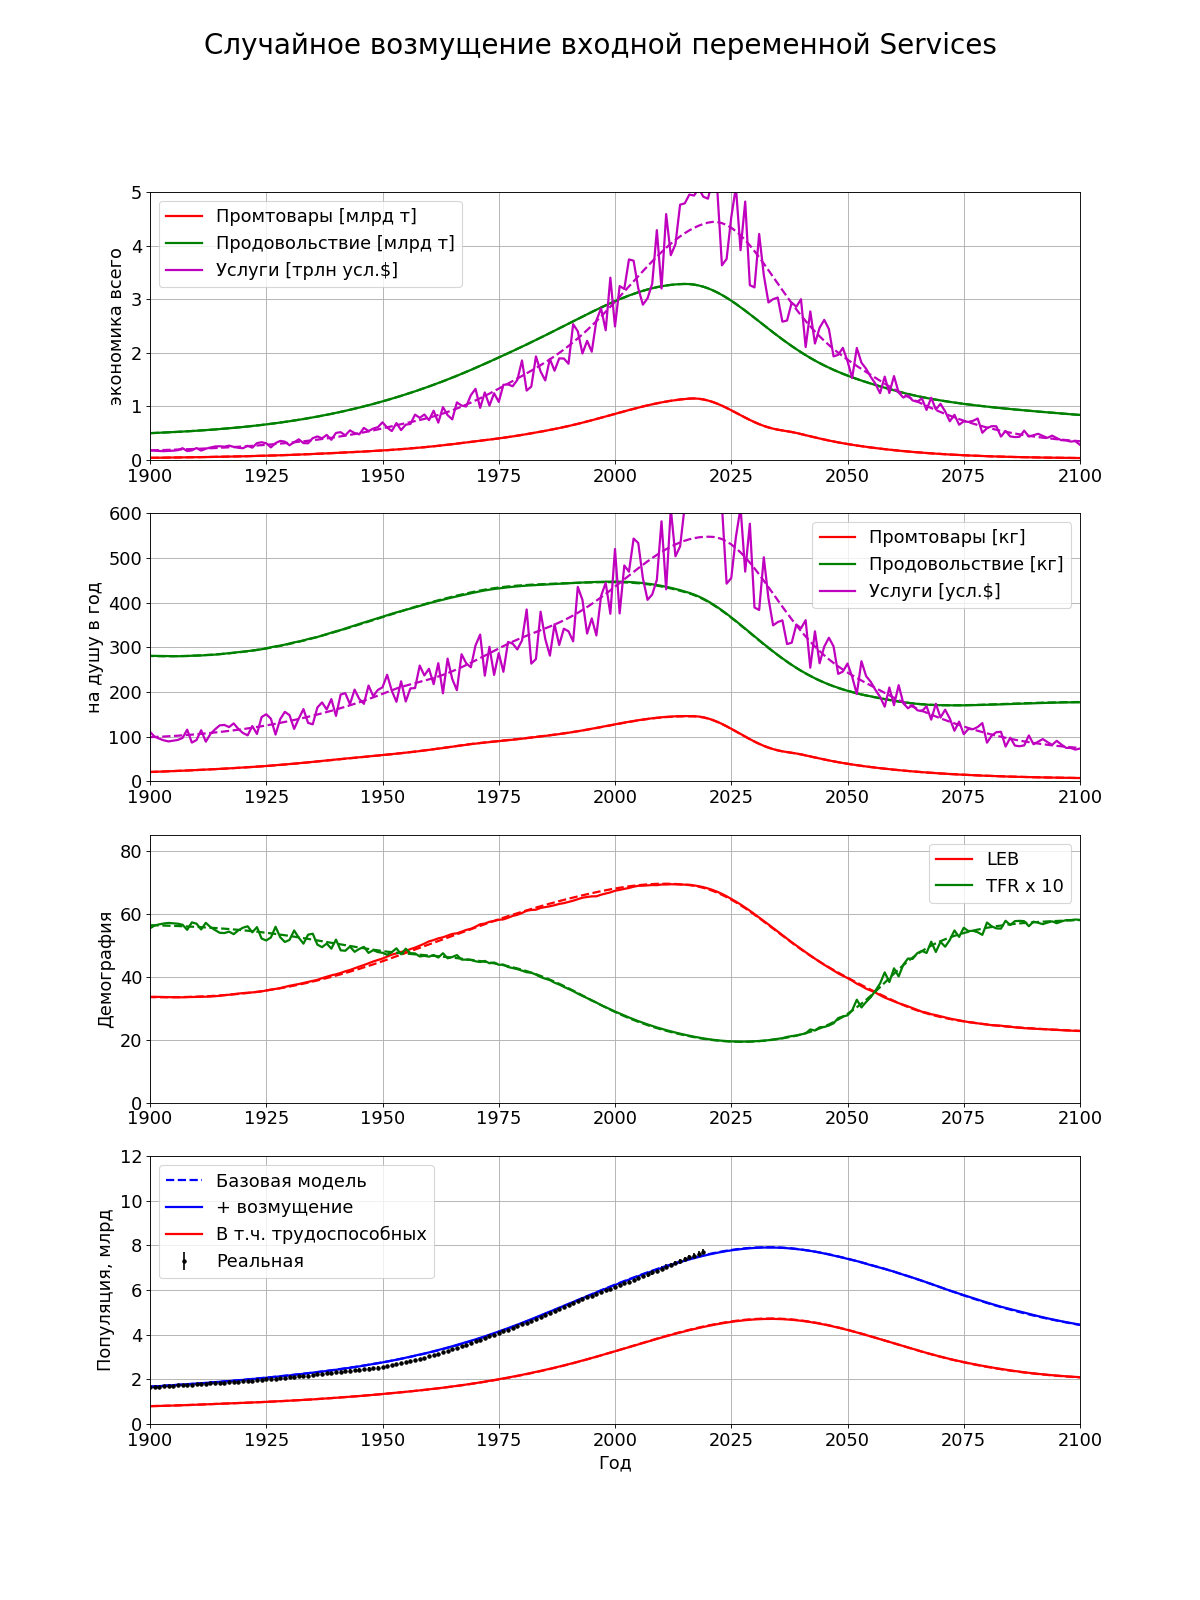 Случайное возмущение входной переменной Services
экономика всего
5
4
3
2
1
0
Промтовары [млрд т]
Продовольствие [млрд т]
Услуги [трлн усл.$]
1900 1925 1950 1975 2000 2025 2050 2075 2100
на душу в год
600
500
400
300
200
100
0
Промтовары [кг]
Продовольствие [кг]
Услуги [усл.$]
1900 1925 1950 1975 2000 2025 2050 2075 2100
Демография
80
60
40
20
0
LEB
TFR x 10
1900 1925 1950 1975 2000 2025 2050 2075 2100
Популяция, млрд
12
10
8
6
4
2
0
Базовая модель
+ возмущение
В т.ч. трудоспособных
Реальная
1900 1925 1950 1975 2000 2025 2050 2075 2100
Год